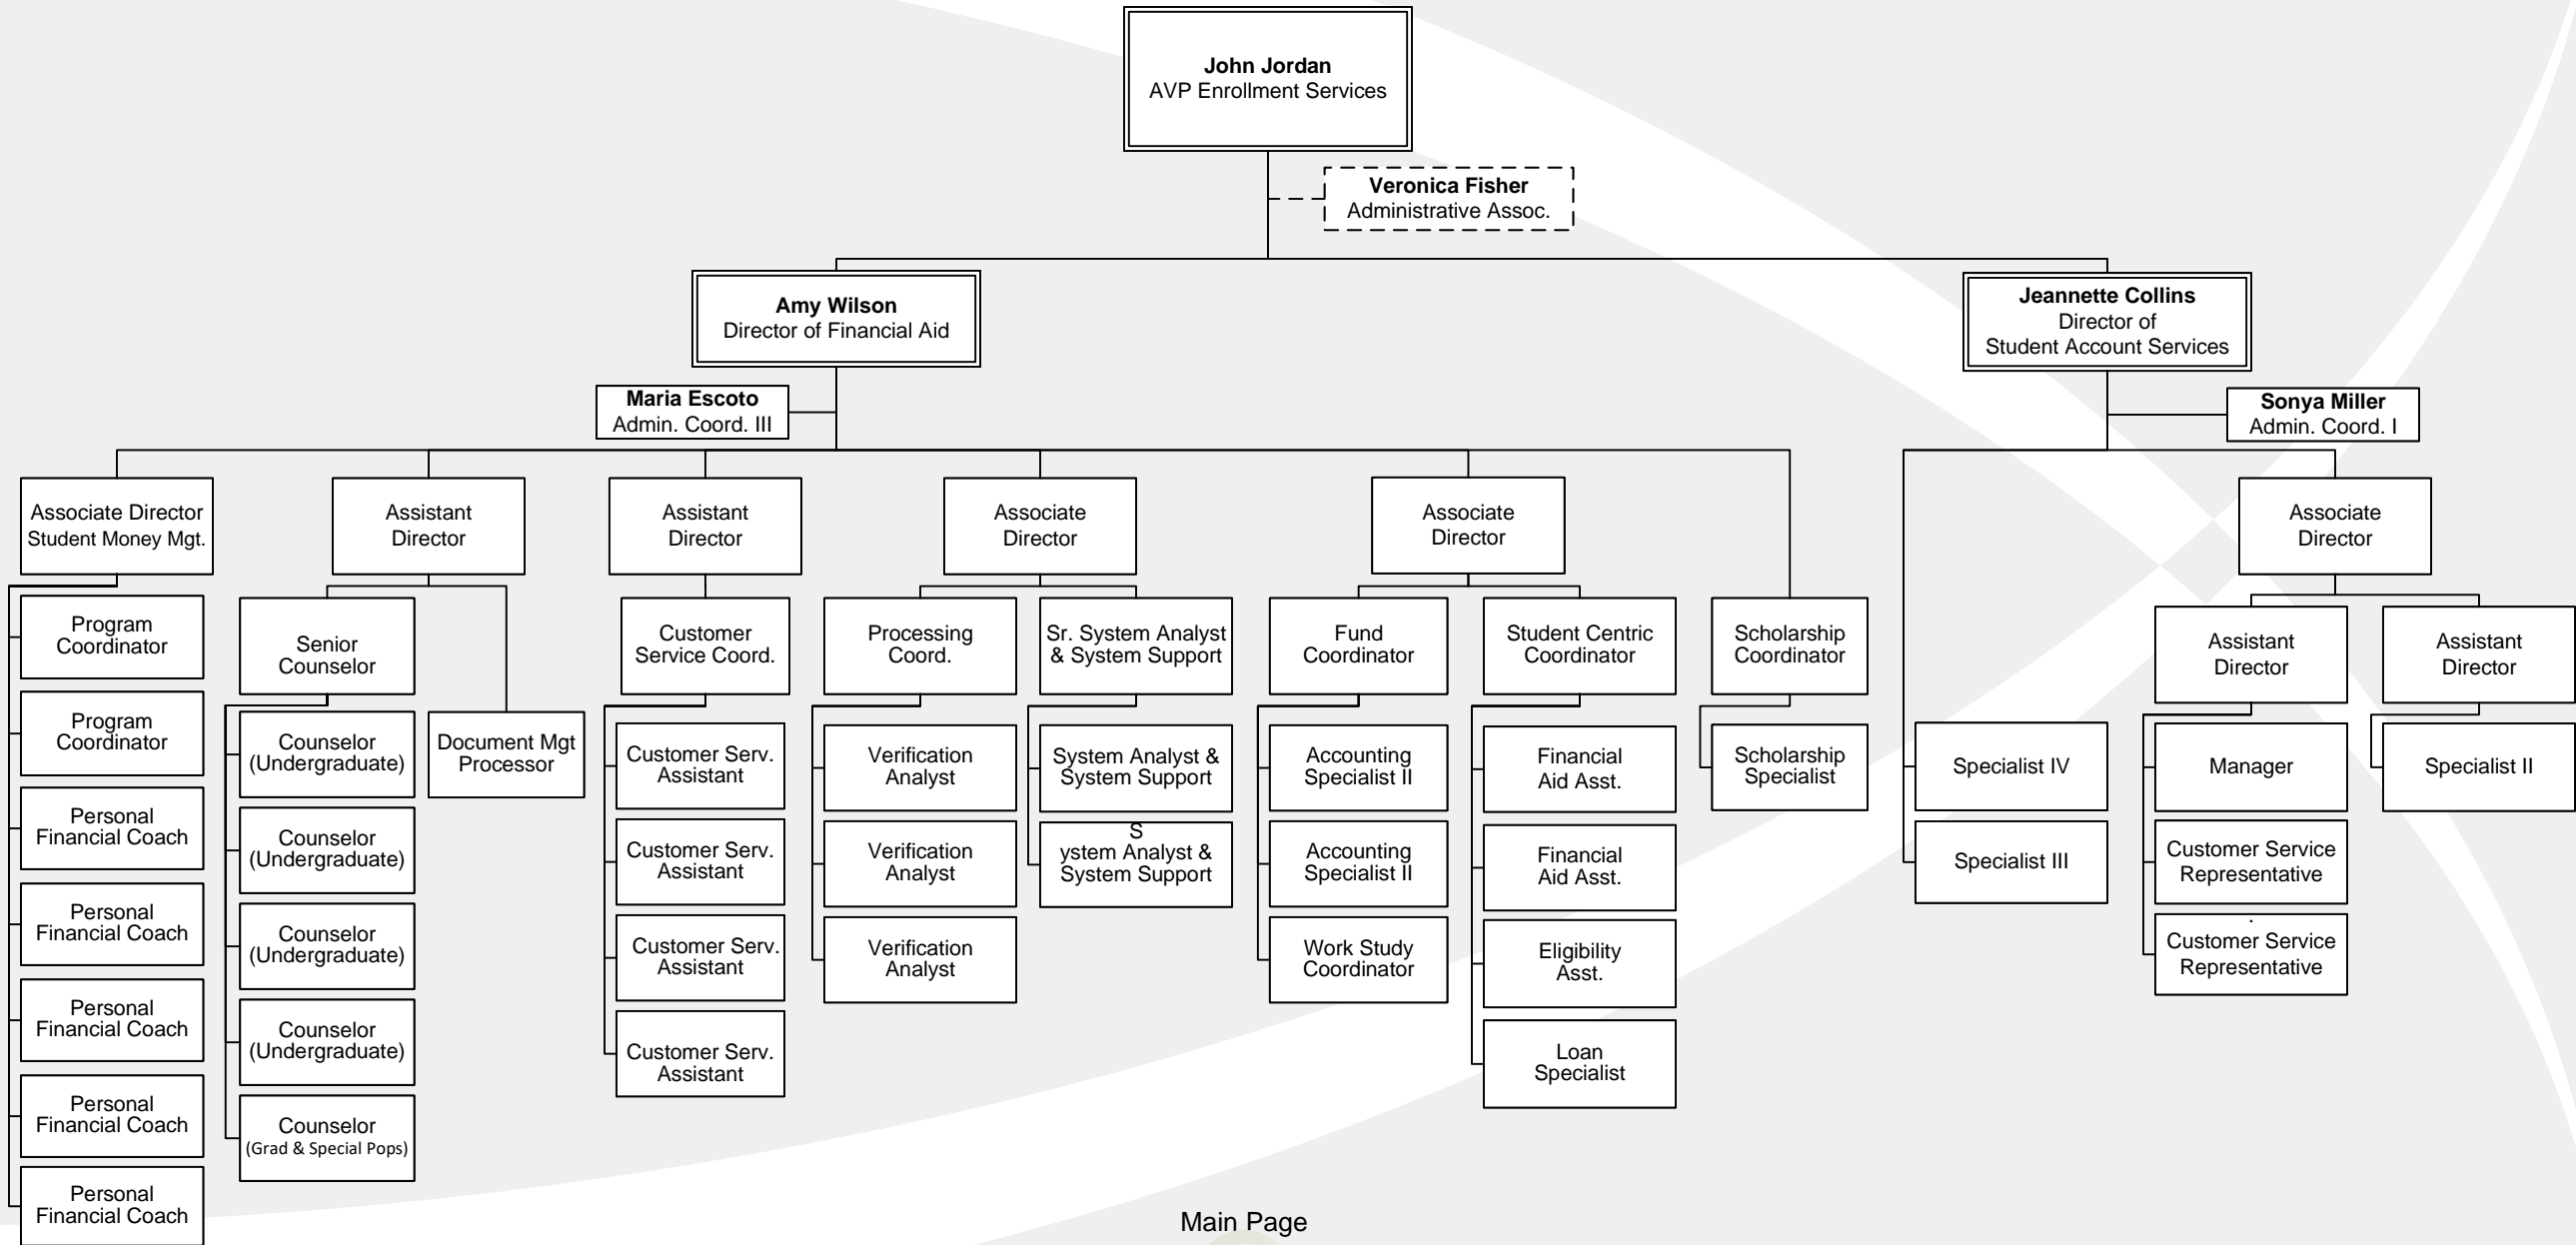 John Jordan
AVP Enrollment Services
Veronica Fisher
Administrative Assoc.
Amy Wilson
Director of Financial Aid
Jeannette Collins
Director of
Student Account Services
Maria Escoto
Admin. Coord. III
Sonya Miller
Admin. Coord. I
Associate Director
Student Money Mgt.
Assistant
Director
Assistant
Director
Associate
Director
Associate
Director
Associate
Director
Program
Coordinator
Program
Coordinator
Personal
Financial Coach
Personal
Financial Coach
Personal
Financial Coach
Personal
Financial Coach
Personal
Financial Coach
Senior
Counselor
Counselor
(Undergraduate)
Counselor
(Undergraduate)
Counselor
(Undergraduate)
Counselor
(Undergraduate)
Counselor
(Grad & Special Pops)
Document Mgt
Processor
Customer
Service Coord.
Customer Serv.
Assistant
Customer Serv.
Assistant
Customer Serv.
Assistant
Customer Serv.
Assistant
Processing
Coord.
Verification
Analyst
Verification
Analyst
Verification
Analyst
Sr. System Analyst
& System Support
System Analyst &
System Support
S
ystem Analyst &
System Support
Fund
Coordinator
Accounting
Specialist II
Accounting
Specialist II
Work Study
Coordinator
Student Centric
Coordinator
Financial
Aid Asst.
Financial
Aid Asst.
Eligibility
Asst.
Loan
Specialist
Scholarship
Coordinator
Scholarship
Specialist
Specialist IV
Specialist III
Assistant
Director
Manager
Customer Service
Representative
.
Customer Service
Representative
Assistant
Director
Specialist II
Main Page